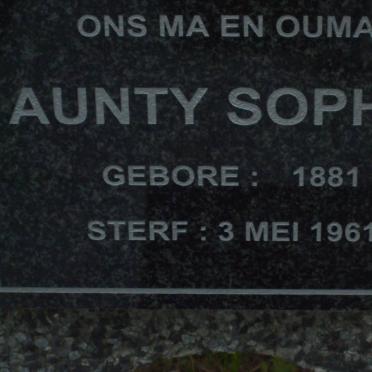 ONS MA EN OUMA
AUNTY SOPH
GEBORE : 1881
STERF : 3 MEI 1961